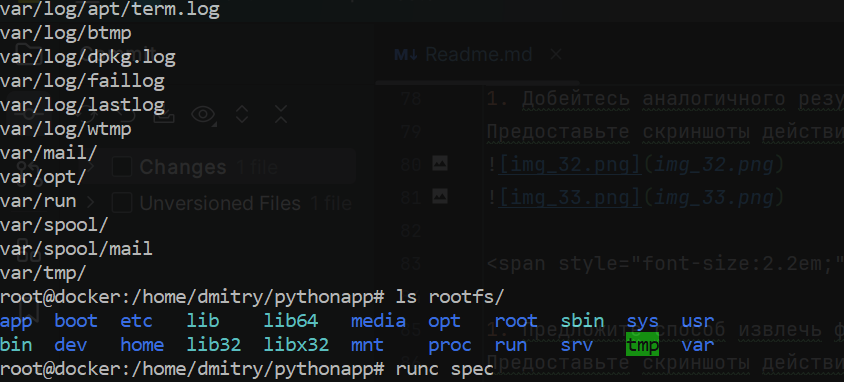 var/log/apt/term.log
var/log/btmp
var/log/dpkg.log
var/log/faillog
var/log/lastlog
var/log/wtmp
var/mail/
var/opt/
var/run
var/spool/
var/spool/mail
var/tmp/
root@docker:/home/dmitry/pythonapp# ls rootfs/
app boot etc lib lib64 media opt root sbin sys usr
bin dev home lib32 libx32 mnt proc run srv tmp var
root@docker:/home/dmitry/pythonapp# runc spec
Changes 1 file
Unversioned Files 1 file
Readme.md
78 1. Добейтесь аналогичного резу
79 Предоставьте скриншоты действи
80 ![img_32.png](img_32.png)
81 ![img_33.png](img_33.png)
82
83 <span style="font-size:2.2em;"
1. Предложить способ извлечь ф
Предоставьте скриншоты действи